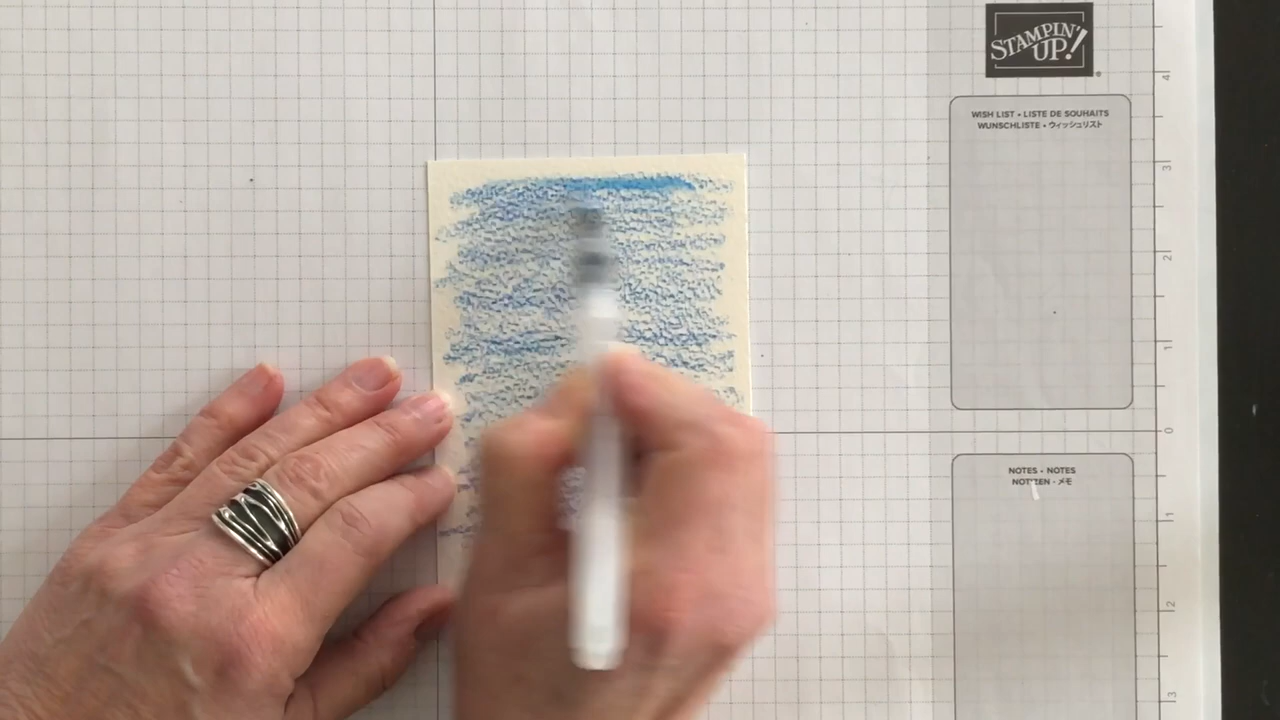 STAMPIN'
UP!®
WISH LIST • LISTE DE SOUHAITS
WUNSCHLISTE • ウィッシュリスト
4
3
2
1
0
NOTES • NOTES
NOTIZEN • メモ
1
2
3